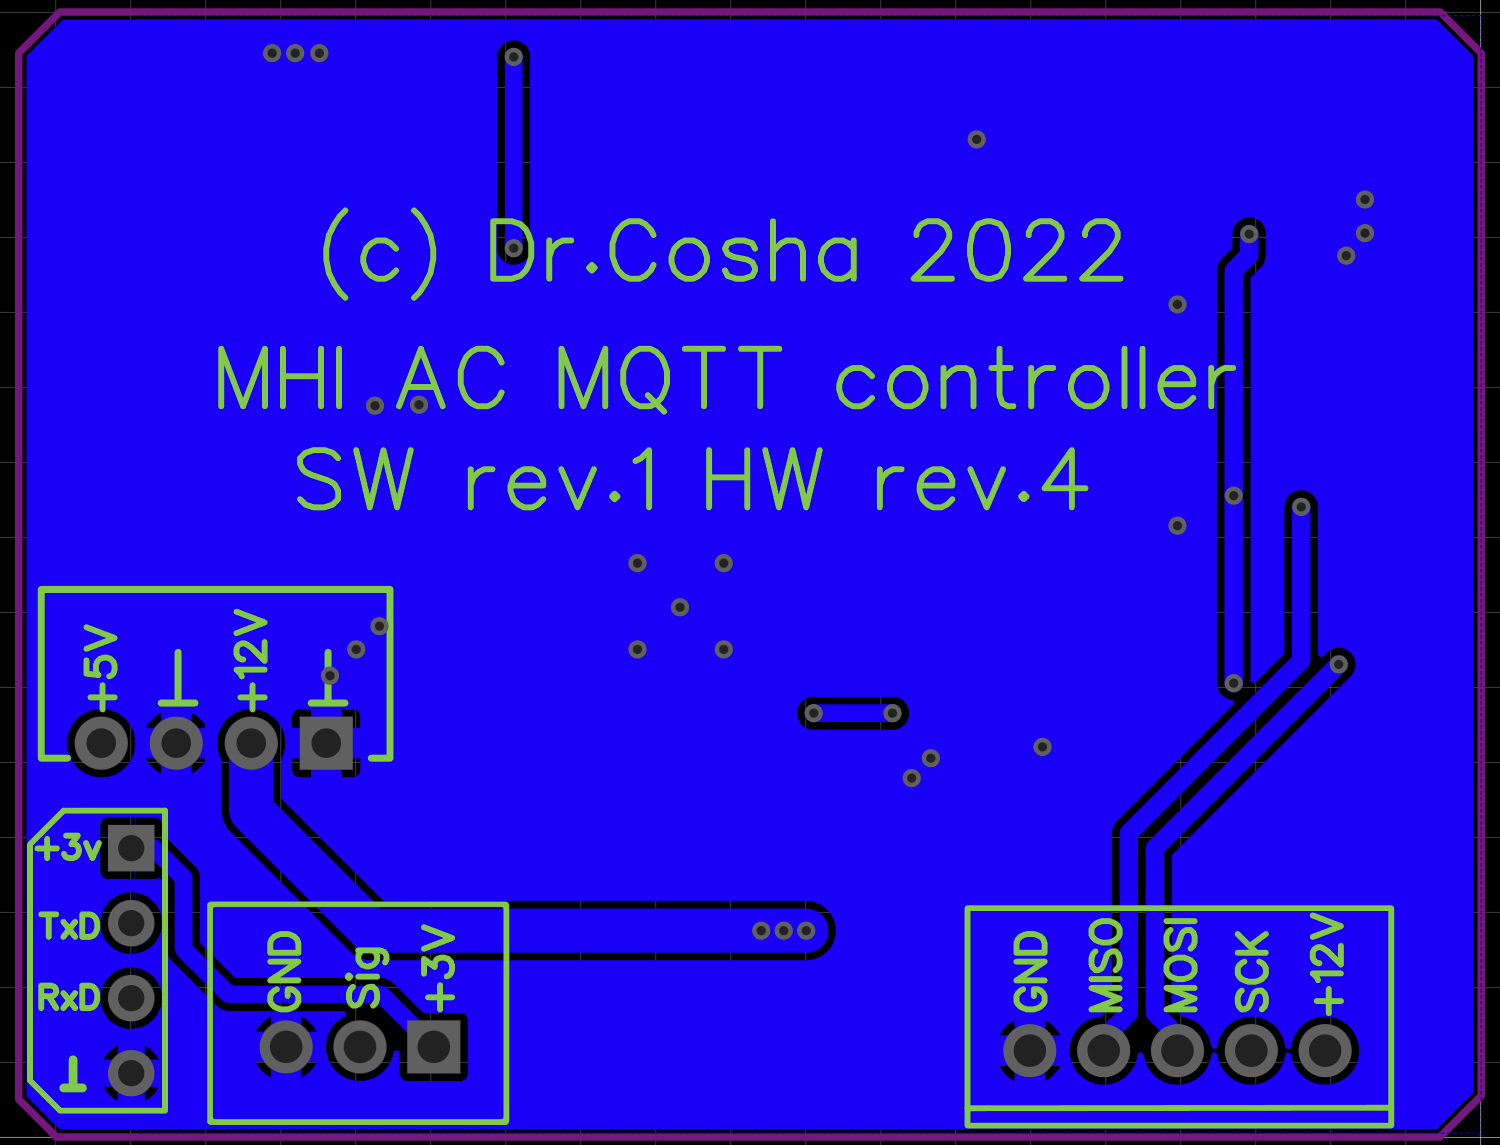 (c) Dr.Cosha 2022
MHI AC MQTT controller
SW rev.1 HW rev.4
+5V
+12V
+3v
TxD
RxD
GND
Sig
+3V
GND
MISO
MOSI
SCK
+12V